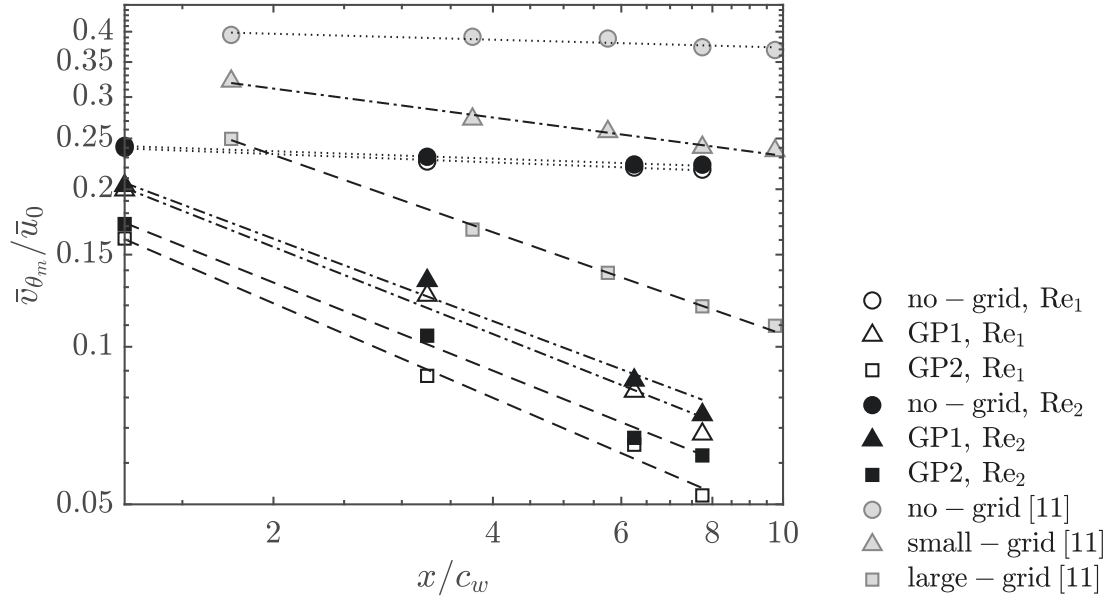 0.4
0.35
0.3
0.25
0.2
0.15
0.1
0.05
v̄θₘ/ū₀
2
4
6
8
10
x/c_w
no − grid, Re₁
GP1, Re₁
GP2, Re₁
no − grid, Re₂
GP1, Re₂
GP2, Re₂
no − grid [11]
small − grid [11]
large − grid [11]